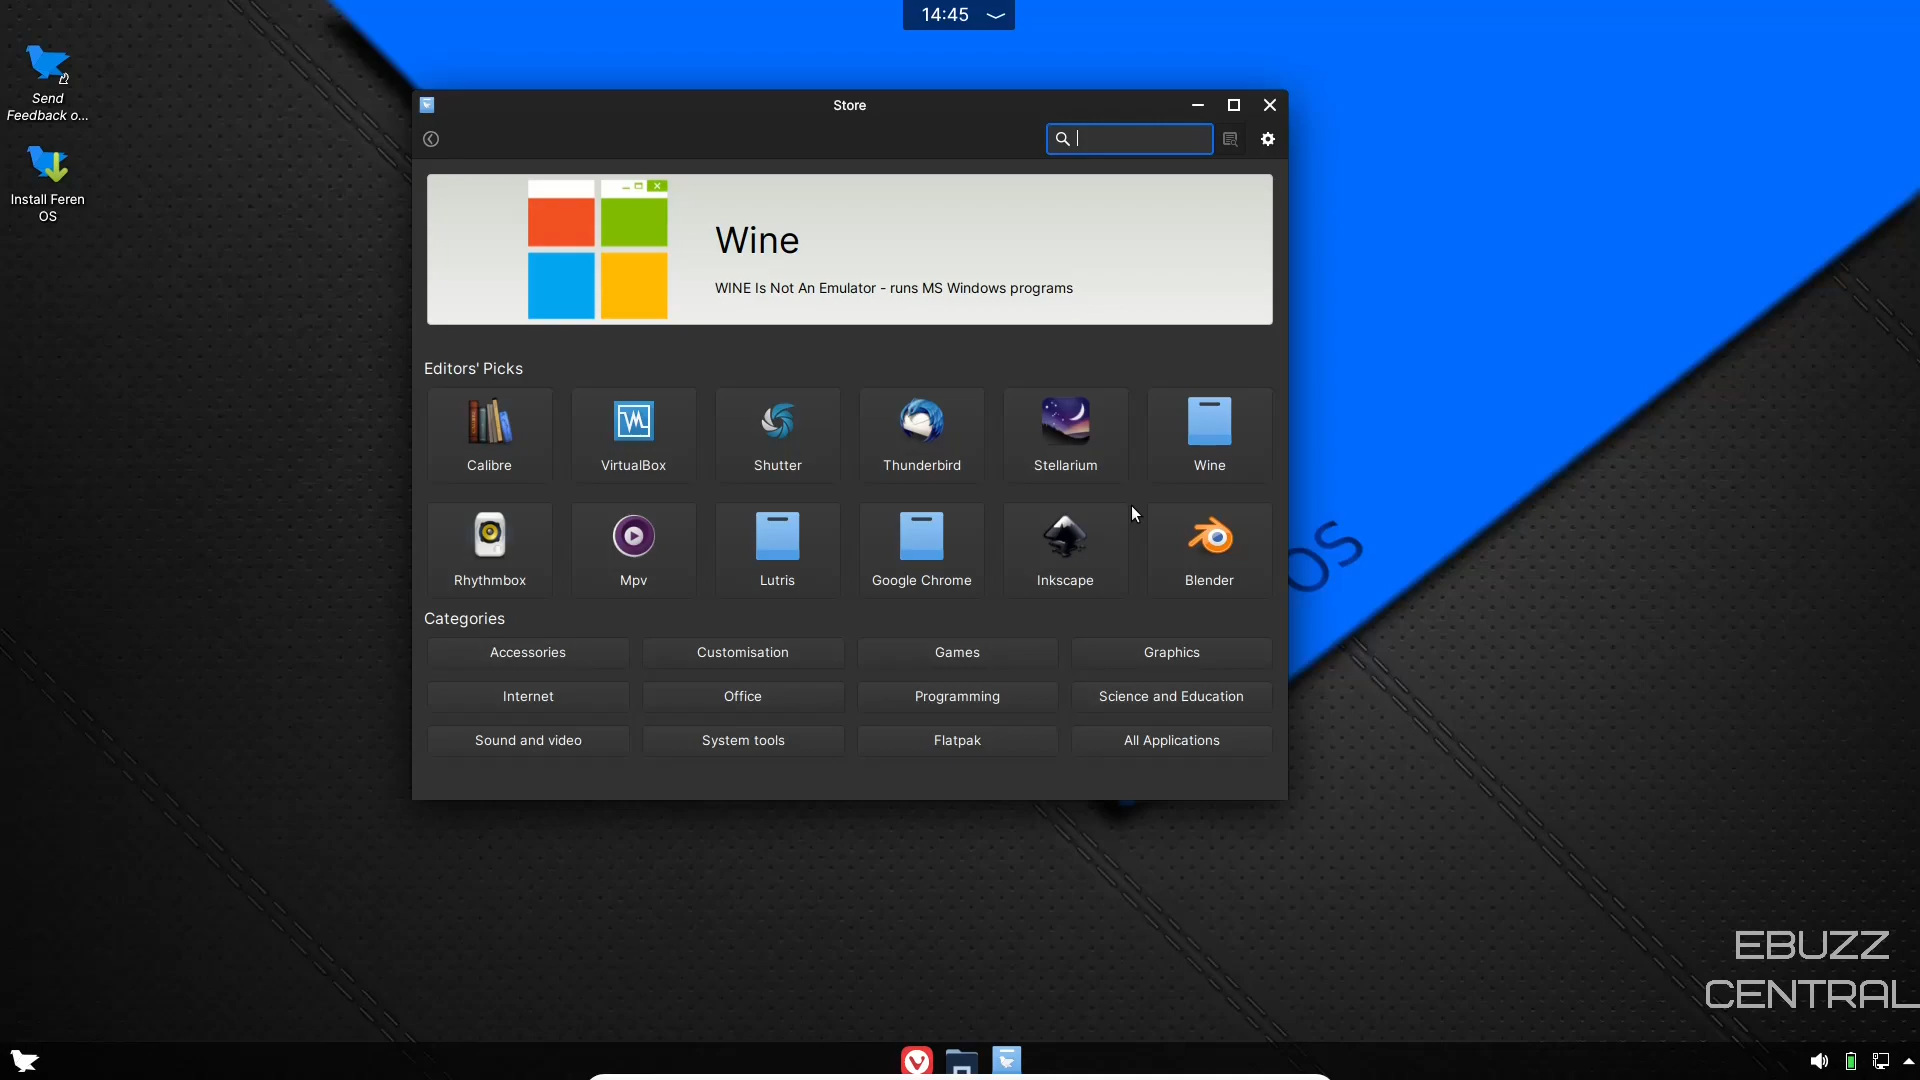 14:45
Send
Feedback o...
Install Feren
OS
Store
Wine
WINE Is Not An Emulator - runs MS Windows programs
Editors' Picks
Calibre
VirtualBox
Shutter
Thunderbird
Stellarium
Wine
Rhythmbox
Mpv
Lutris
Google Chrome
Inkscape
Blender
Categories
Accessories
Customisation
Games
Graphics
Internet
Office
Programming
Science and Education
Sound and video
System tools
Flatpak
All Applications
OS
EBUZZ
CENTRAL